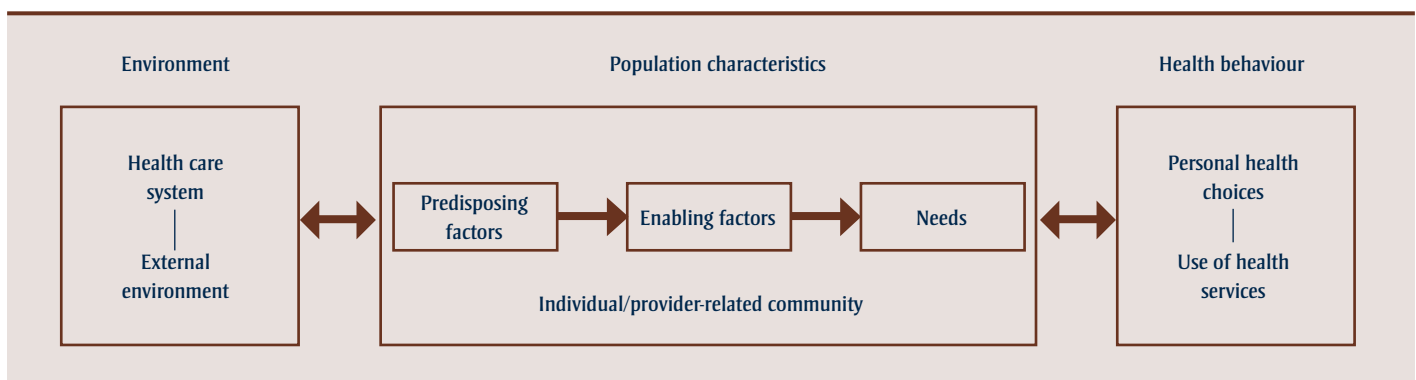 Environment
Population characteristics
Health behaviour
Health care
system
External
environment
Predisposing
factors
Enabling factors
Needs
Individual/provider-related community
Personal health
choices
Use of health
services